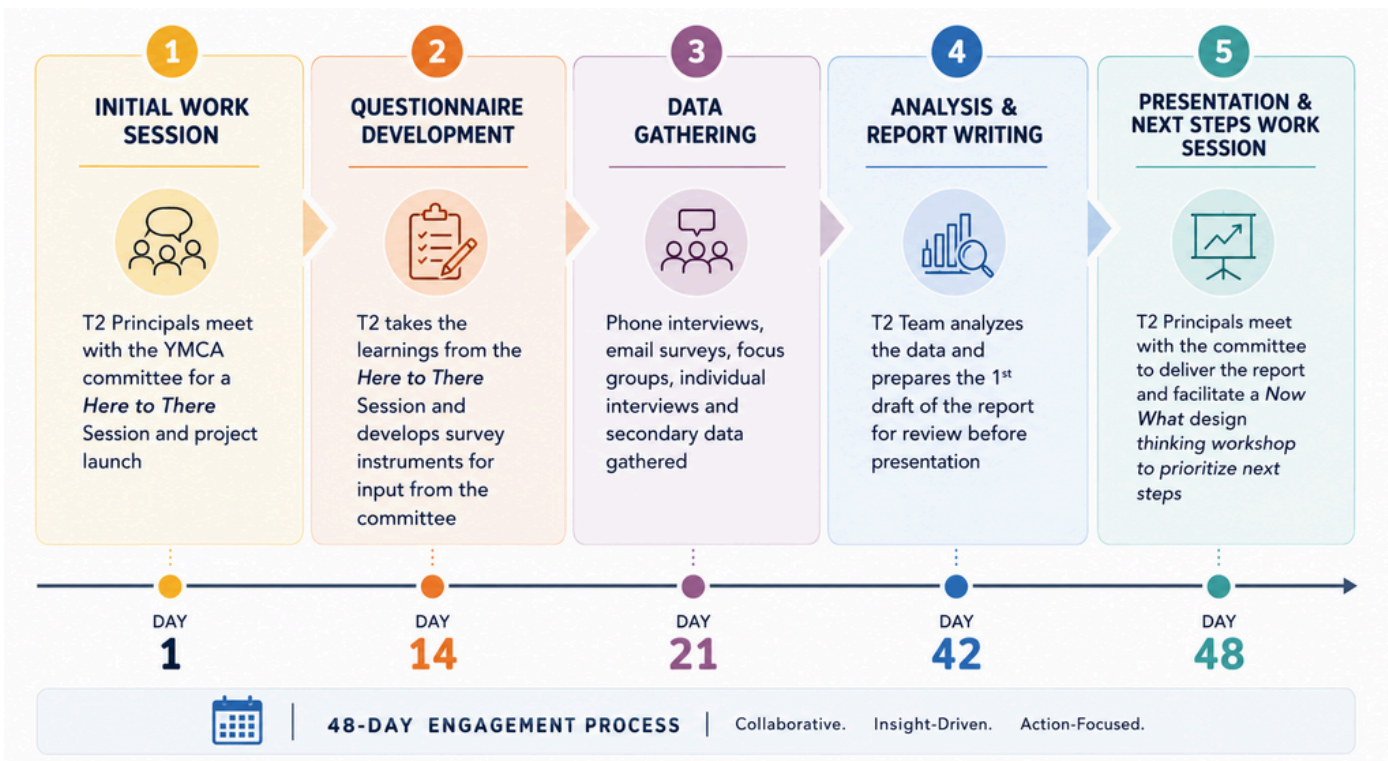 1
INITIAL WORK
SESSION
T2 Principals meet
with the YMCA
committee for a
Here to There
Session and project
launch
2
QUESTIONNAIRE
DEVELOPMENT
T2 takes the
learnings from the
Here to There
Session and
develops survey
instruments for
input from the
committee
3
DATA
GATHERING
Phone interviews,
email surveys, focus
groups, individual
interviews and
secondary data
gathered
4
ANALYSIS &
REPORT WRITING
T2 Team analyzes
the data and
prepares the 1st
draft of the report
for review before
presentation
5
PRESENTATION &
NEXT STEPS WORK
SESSION
T2 Principals meet
with the committee
to deliver the report
and facilitate a Now
What design
thinking workshop
to prioritize next
steps
DAY
1
DAY
14
DAY
21
DAY
42
DAY
48
48-DAY ENGAGEMENT PROCESS | Collaborative. Insight-Driven. Action-Focused.